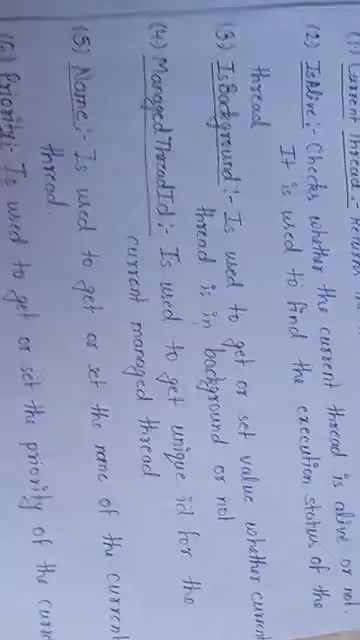 (1) Current Thread:-
(2) IsAlive:- Checks whether the current thread is alive or not.
It is used to find the execution status of the
thread
(3) IsBackground:- Is used to get or set value whether current
thread is in background or not
(4) ManagedThreadId:- Is used to get unique id for the
current managed thread
(5) Name:- Is used to get or set the name of the current
thread.
(6) Priority:- Is used to get or set the priority of the curr